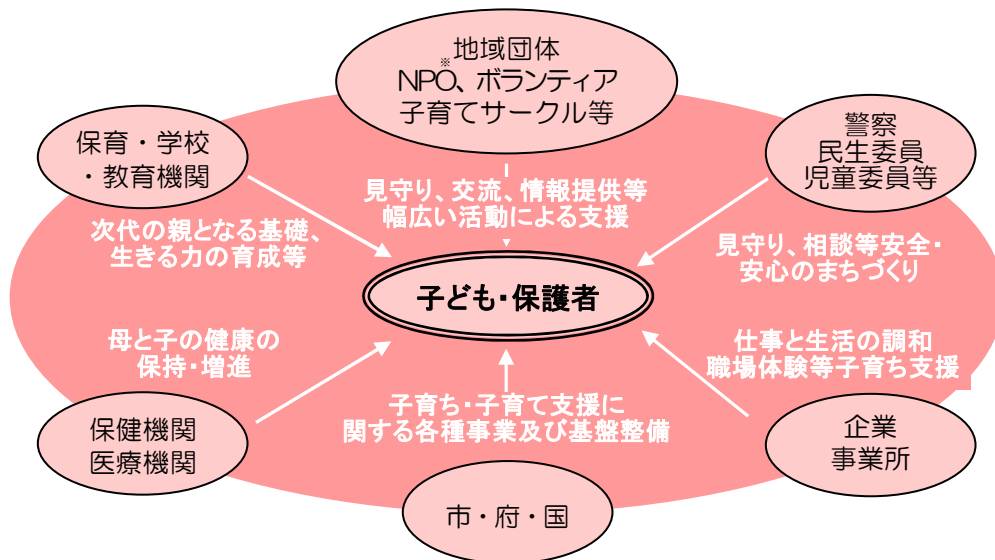 地域団体
NPO※、ボランティア
子育てサークル等
保育・学校
・教育機関
警察
民生委員
児童委員等
見守り、交流、情報提供等
幅広い活動による支援
次代の親となる基礎、
生きる力の育成等
見守り、相談等安全・
安心のまちづくり
子ども・保護者
母と子の健康の
保持・増進
仕事と生活の調和
職場体験等子育ち支援
子育ち・子育て支援に
関する各種事業及び基盤整備
保健機関
医療機関
企業
事業所
市・府・国